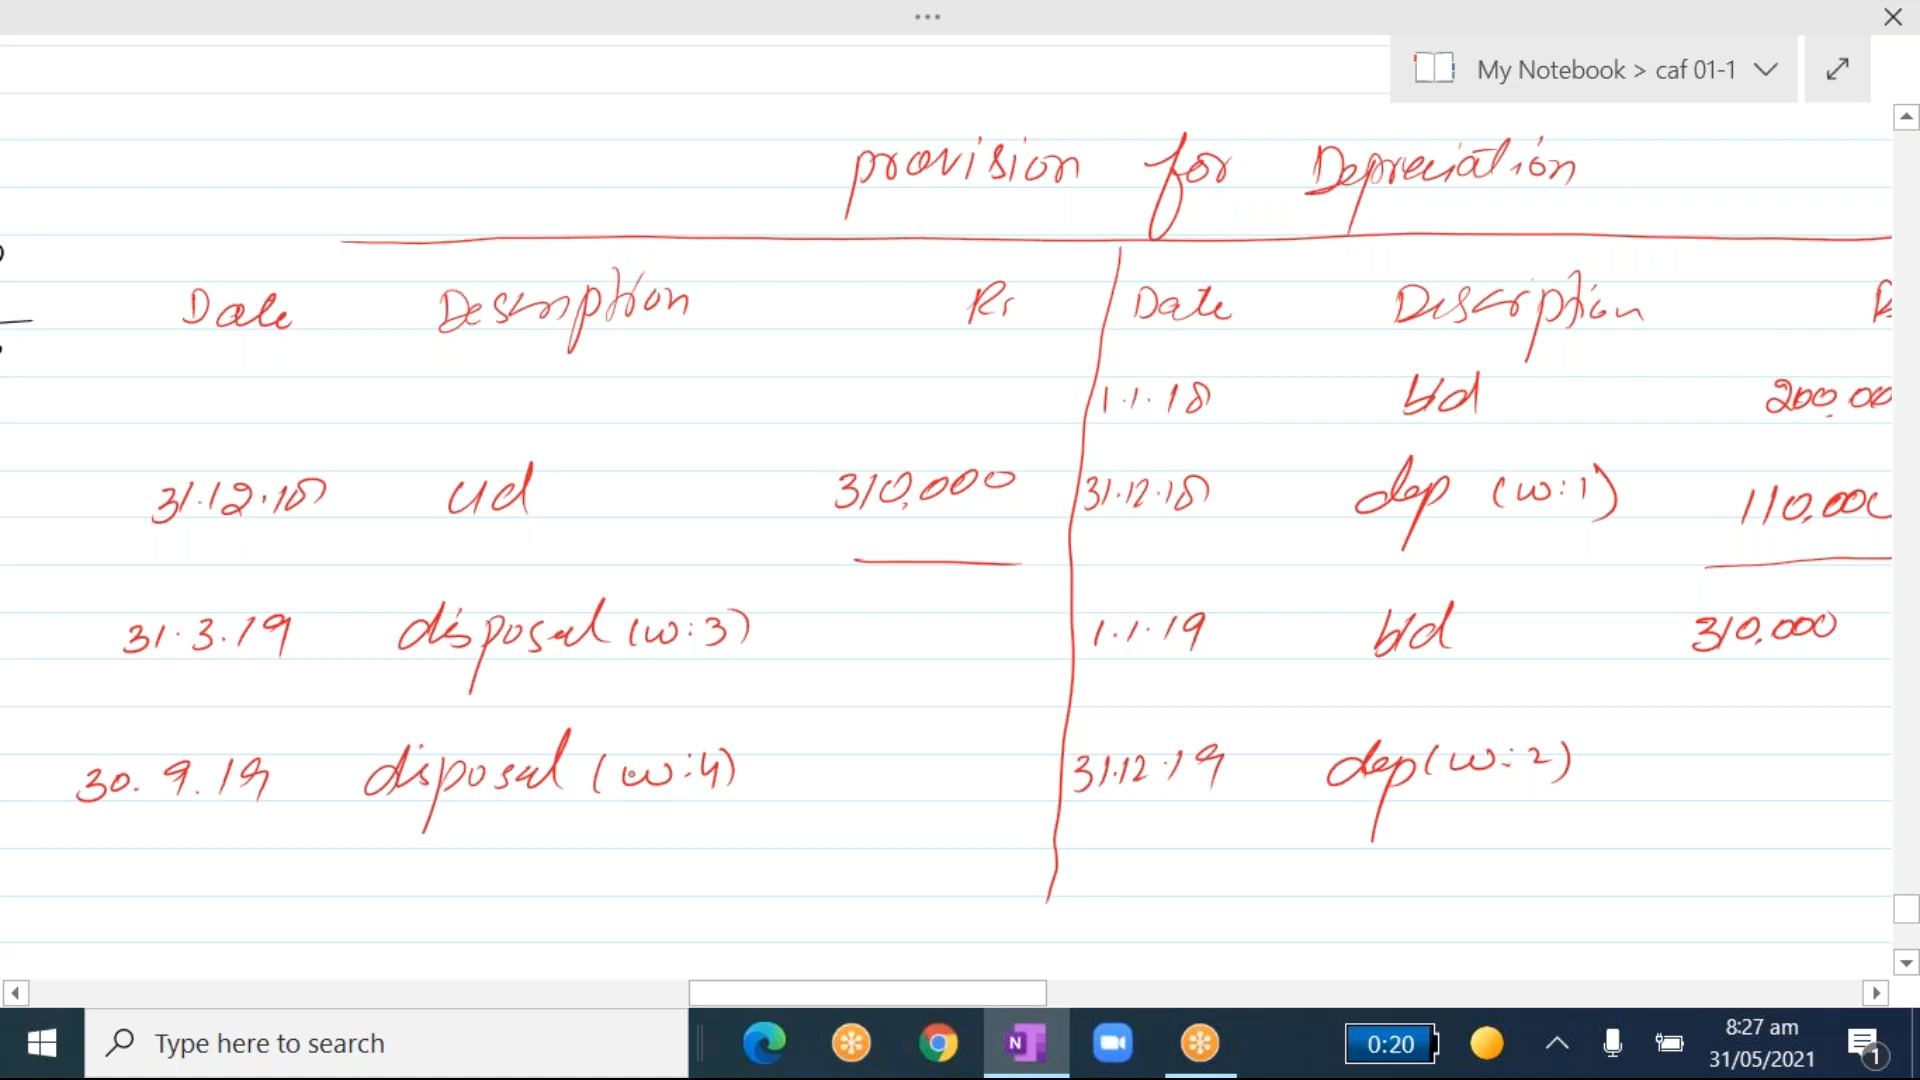 My Notebook > caf 01-1
provision for Depreciation
Date Description Rs Date Description
1.1.18 b/d 200,00
31.12.18 c/d 310,000 31.12.18 dep (w:1) 110,000
31.3.19 disposal (w:3) 1.1.19 b/d 310,000
30.9.19 disposal (w:4) 31.12.19 dep (w:2)
Type here to search
0:20
8:27 am
31/05/2021
1